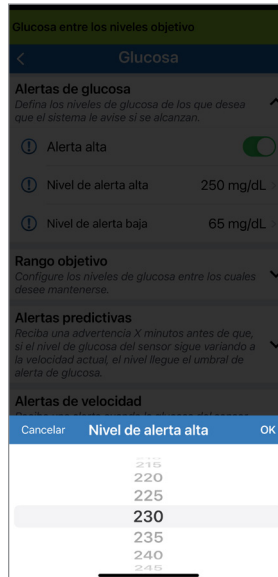 Glucosa entre los niveles objetivo
Glucosa
Alertas de glucosa
Defina los niveles de glucosa de los que desea
que el sistema le avise si se alcanzan.
Alerta alta
Nivel de alerta alta 250 mg/dL
Nivel de alerta baja 65 mg/dL
Rango objetivo
Configure los niveles de glucosa entre los cuales
desee mantenerse.
Alertas predictivas
Reciba una advertencia X minutos antes de que,
si el nivel de glucosa del sensor sigue variando a
la velocidad actual, el nivel llegue el umbral de
alerta de glucosa.
Alertas de velocidad
Cancelar Nivel de alerta alta OK
215
220
225
230
235
240
245